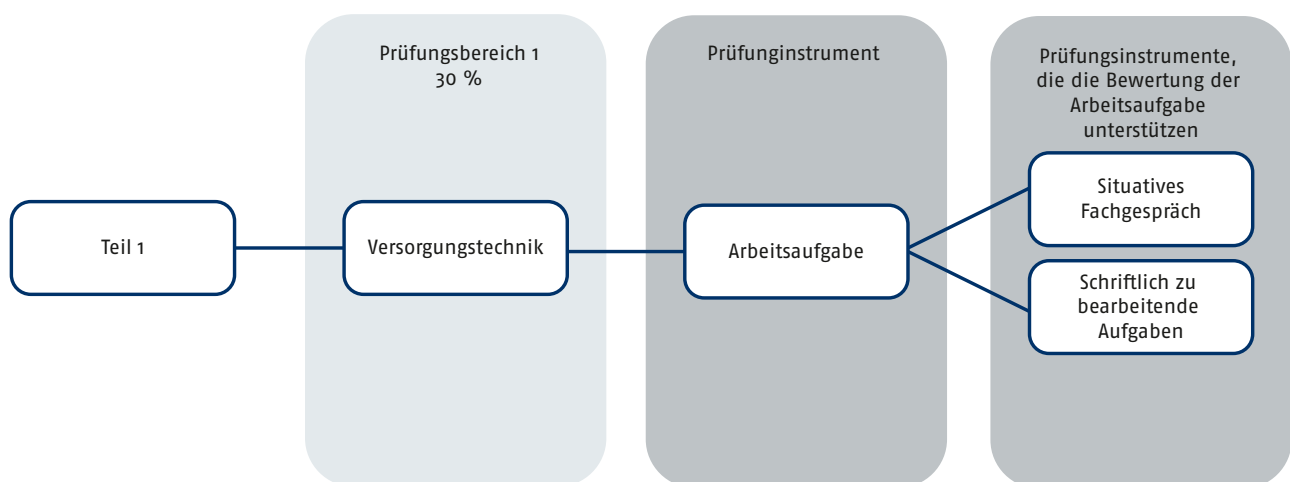 Prüfungsbereich 1
30 %
Prüfunginstrument
Prüfungsinstrumente,
die die Bewertung der
Arbeitsaufgabe
unterstützen
Teil 1
Versorgungstechnik
Arbeitsaufgabe
Situatives
Fachgespräch
Schriftlich zu
bearbeitende
Aufgaben